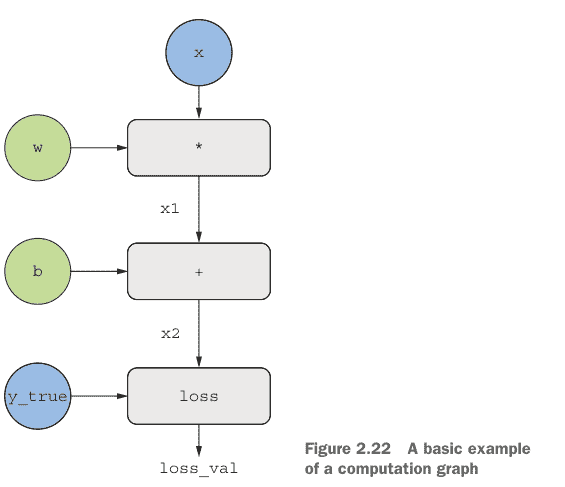 x
w
*
x1
b
+
x2
y_true
loss
loss_val
Figure 2.22 A basic example
of a computation graph